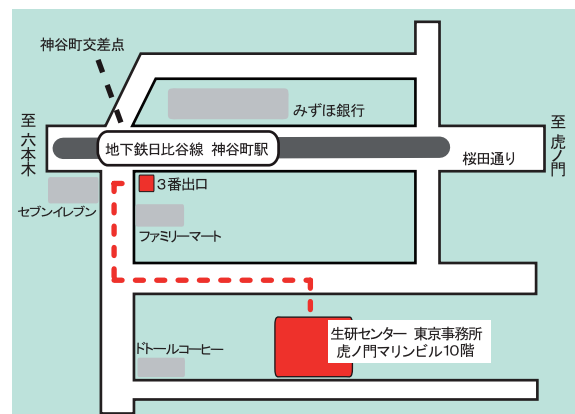 神谷町交差点
みずほ銀行
至六本木
至虎ノ門
地下鉄日比谷線 神谷町駅
桜田通り
3番出口
セブンイレブン
ファミリーマート
生研センター 東京事務所
虎ノ門マリンビル10階
ドトールコーヒー